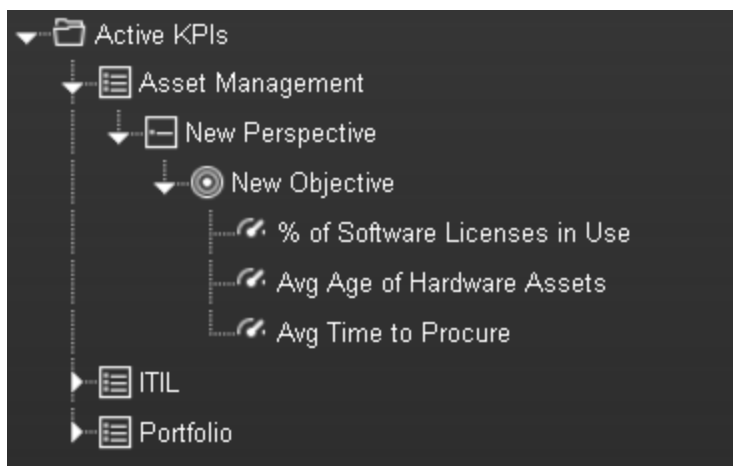 Active KPIs
Asset Management
New Perspective
New Objective
% of Software Licenses in Use
Avg Age of Hardware Assets
Avg Time to Procure
ITIL
Portfolio